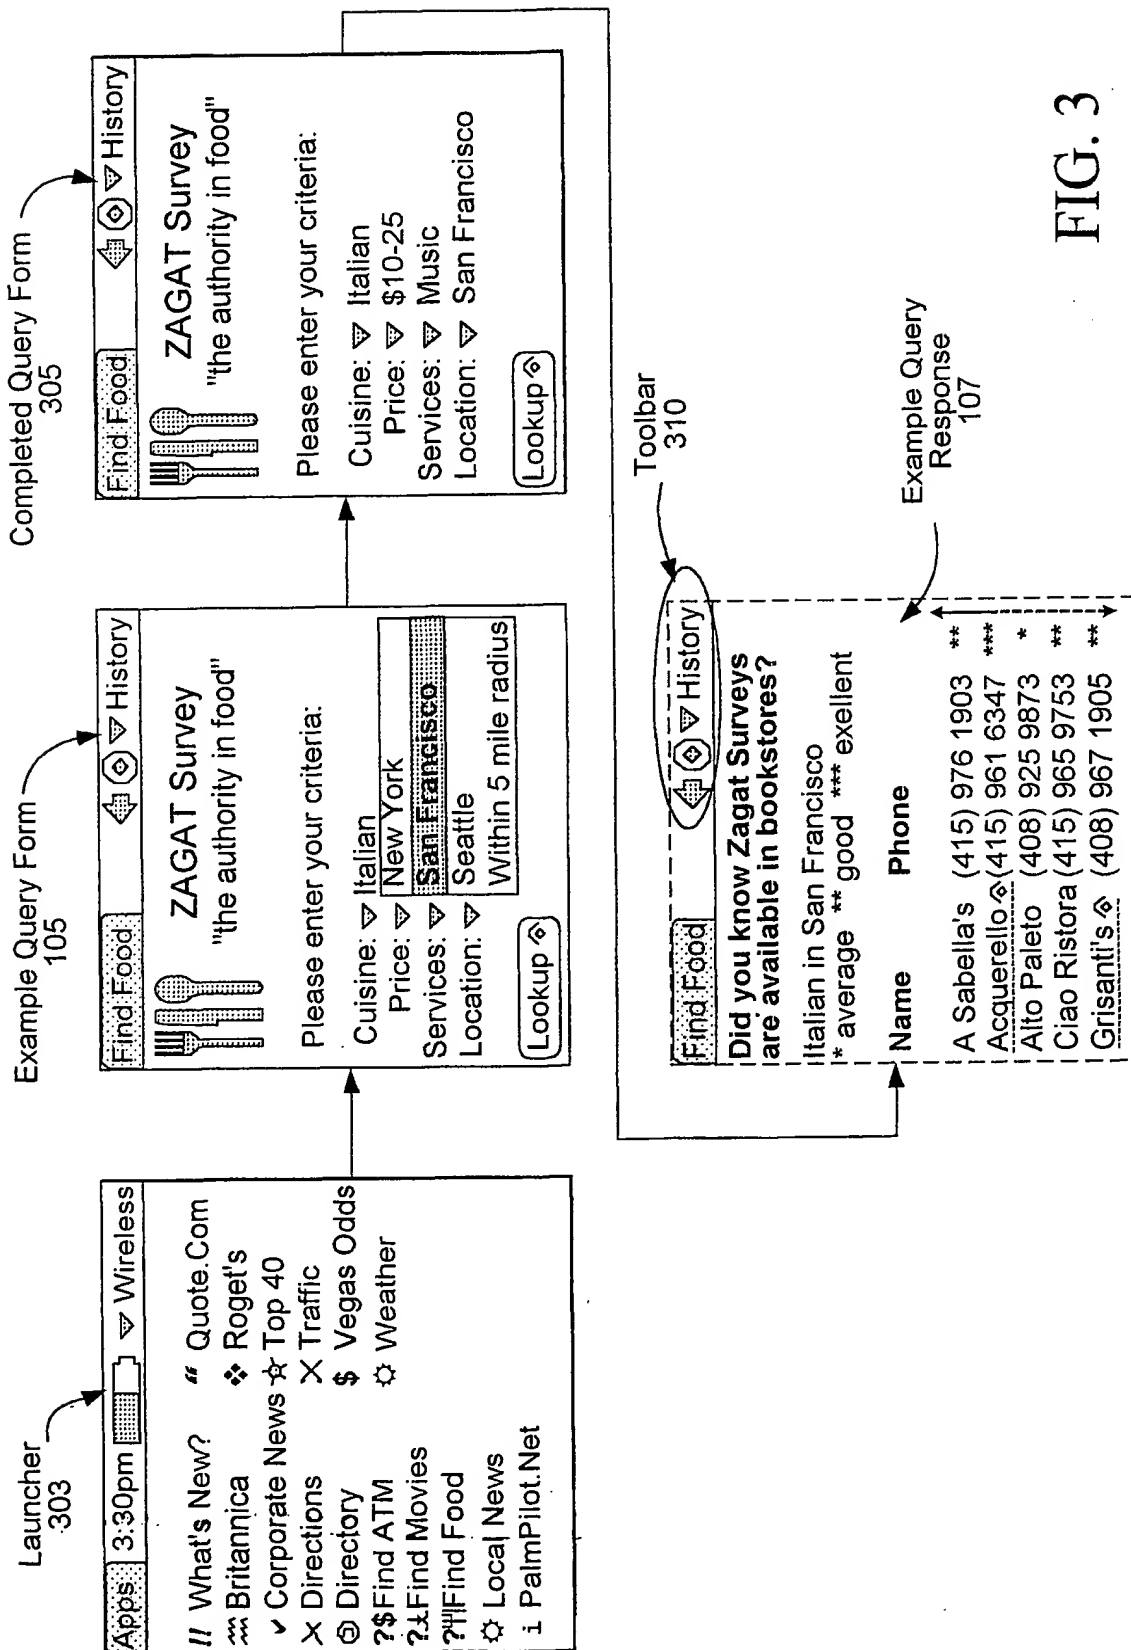 Launcher
303
Apps 3:30pm Wireless
!! What's New?
Britannica
Corporate News
Directions
Directory
?$Find ATM
?Find Movies
?Find Food
Local News
i PalmPilot.Net
“ Quote.Com
Roget's
Top 40
Traffic
$ Vegas Odds
Weather
Example Query Form
105
Find Food History
ZAGAT Survey
"the authority in food"
Please enter your criteria:
Cuisine: Italian
Price:
Services:
Location:
New York
San Francisco
Seattle
Within 5 mile radius
Lookup
Completed Query Form
305
Find Food History
ZAGAT Survey
"the authority in food"
Please enter your criteria:
Cuisine: Italian
Price: $10-25
Services: Music
Location: San Francisco
Lookup
Toolbar
310
Find Food History
Did you know Zagat Surveys
are available in bookstores?
Italian in San Francisco
* average ** good *** exellent
Name Phone
A Sabella's (415) 976 1903 **
Acquerello (415) 961 6347 ***
Alto Paleto (408) 925 9873 *
Ciao Ristora (415) 965 9753 **
Grisanti's (408) 967 1905 **
Example Query
Response
107
FIG. 3